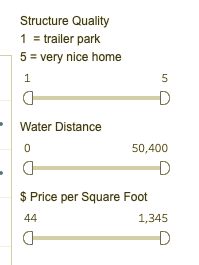 Structure Quality
1 = trailer park
5 = very nice home
1 5
Water Distance
0 50,400
$ Price per Square Foot
44 1,345